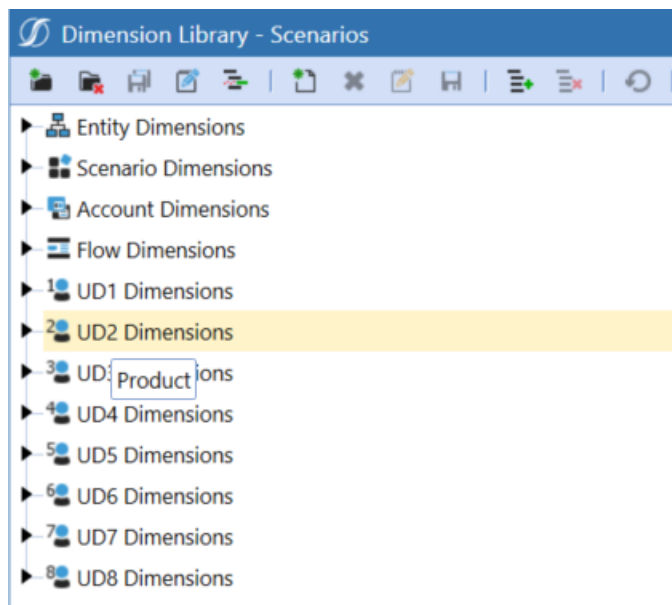 Dimension Library - Scenarios
Entity Dimensions
Scenario Dimensions
Account Dimensions
Flow Dimensions
1 UD1 Dimensions
2 UD2 Dimensions
3 UD ions
Product
4 UD4 Dimensions
5 UD5 Dimensions
6 UD6 Dimensions
7 UD7 Dimensions
8 UD8 Dimensions